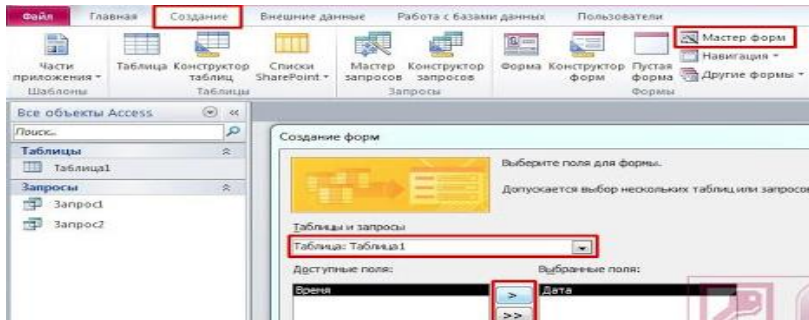 Файл Главная Создание Внешние данные Работа с базами данных Пользователи
Части приложения Таблица Конструктор таблиц Списки SharePoint Мастер запросов Конструктор запросов Форма Конструктор форм Пустая форма Мастер форм
Навигация
Другие формы
Шаблоны Таблицы Запросы Формы
Все объекты Access
Поиск...
Таблицы
Таблица1
Запросы
Запрос1
Запрос2
Создание форм
Выберите поля для формы.
Допускается выбор нескольких таблиц или запросов
Таблицы и запросы
Таблица: Таблица1
Доступные поля: Выбранные поля:
Время > Дата
>>